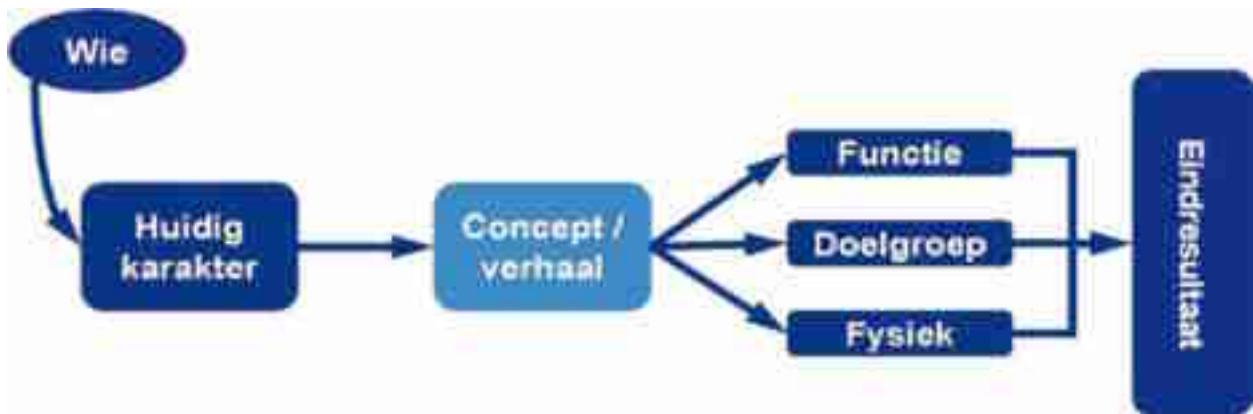 Wie
Huidig
karakter
Concept /
verhaal
Functie
Doelgroep
Fysiek
Eindresultaat